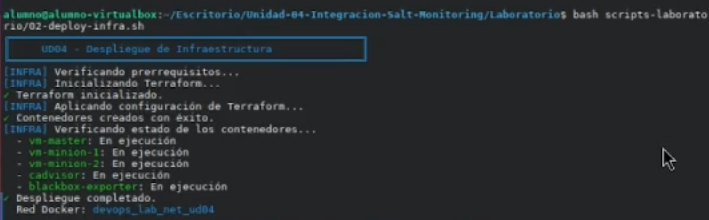 alumno@alumno-virtualbox:~/Escritorio/Unidad-04-Integracion-Salt-Monitoring/Laboratorio$ bash scripts-laborato
rio/02-deploy-infra.sh
UD04 - Despliegue de Infraestructura
[INFRA] Verificando prerrequisitos...
[INFRA] Inicializando Terraform...
✓ Terraform inicializado.
[INFRA] Aplicando configuración de Terraform...
✓ Contenedores creados con éxito.
[INFRA] Verificando estado de los contenedores...
- vm-master: En ejecución
- vm-minion-1: En ejecución
- vm-minion-2: En ejecución
- cadvisor: En ejecución
- blackbox-exporter: En ejecución
✓ Despliegue completado.
Red Docker: devops_lab_net_ud04